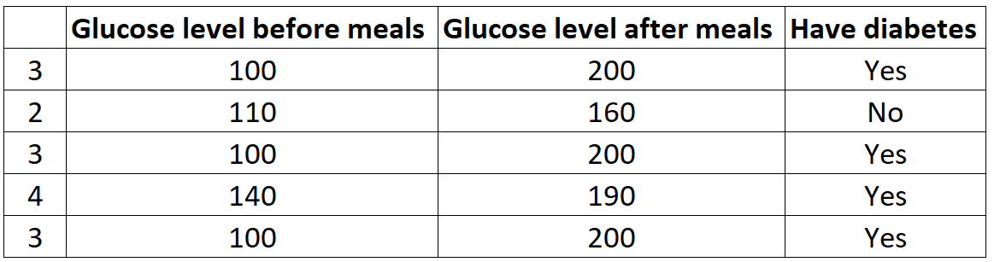 Glucose level before meals Glucose level after meals Have diabetes
3 100 200 Yes
2 110 160 No
3 100 200 Yes
4 140 190 Yes
3 100 200 Yes